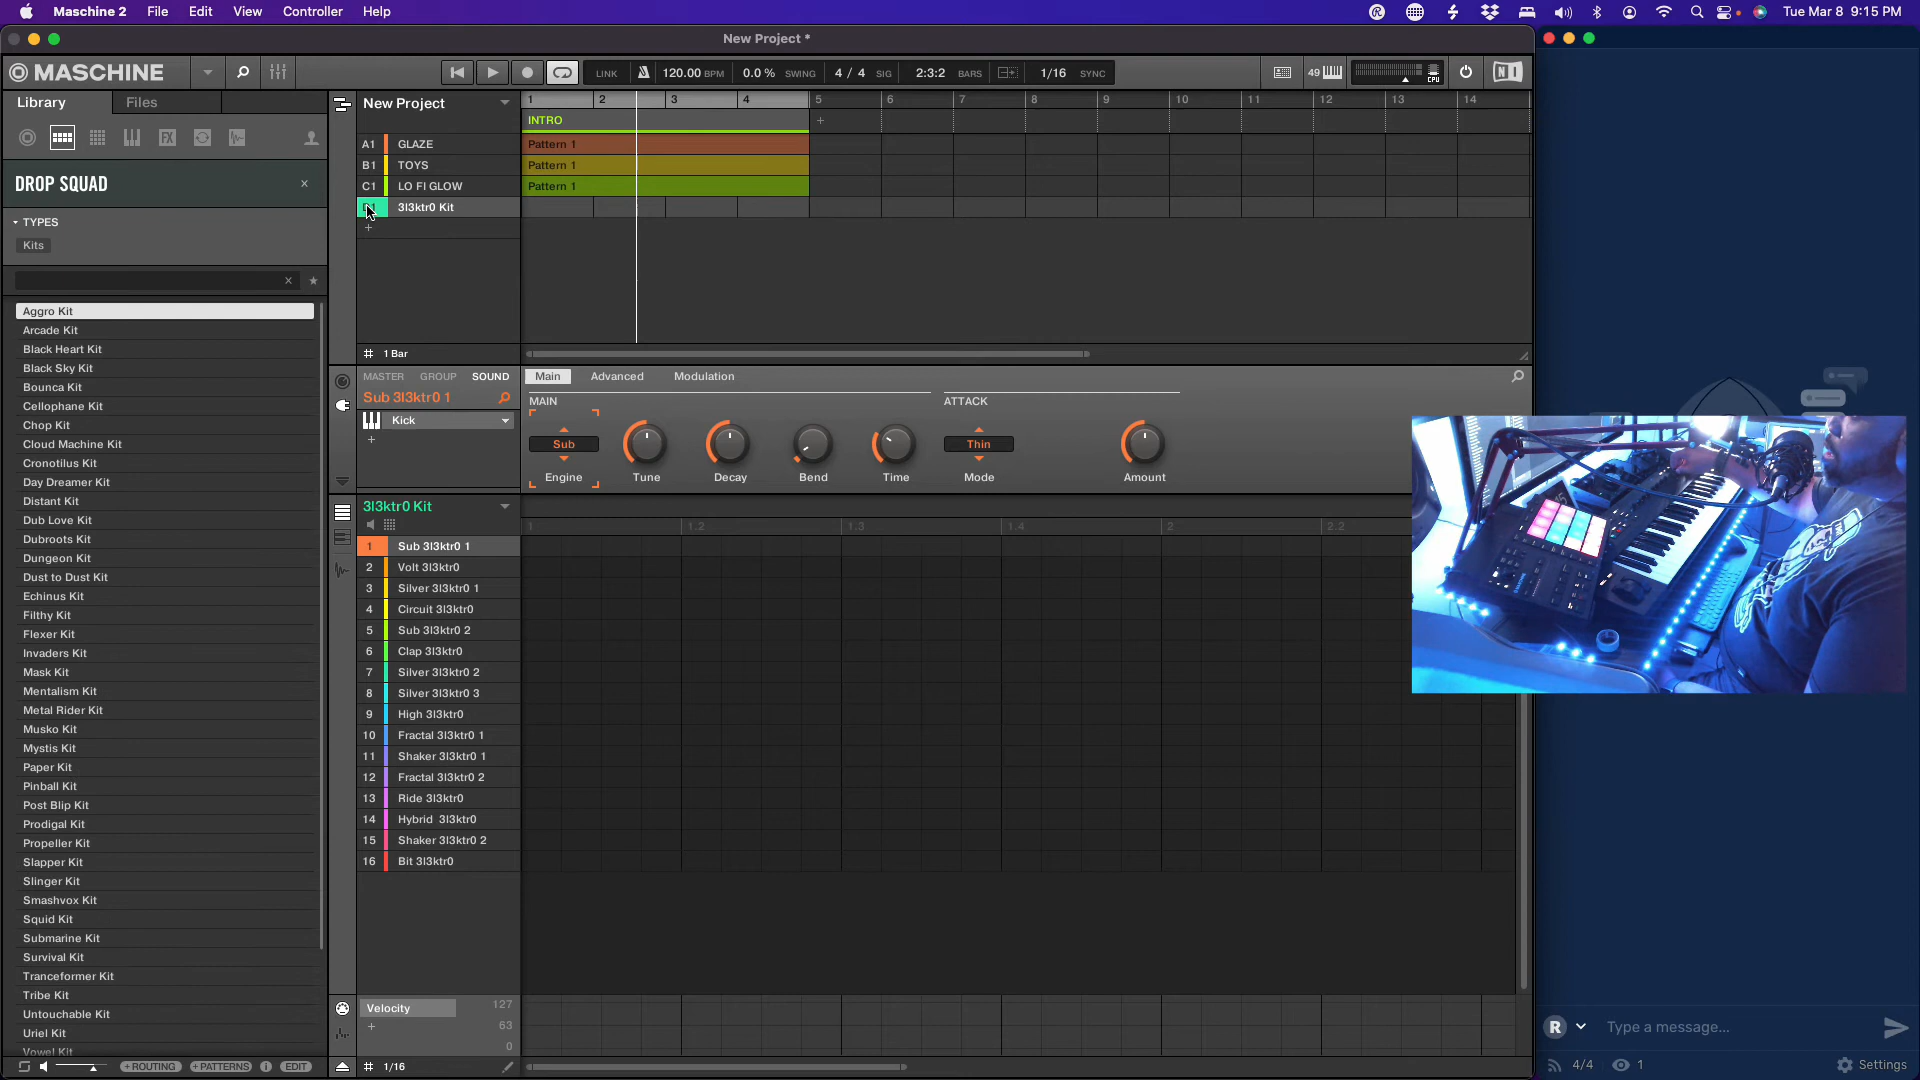 Maschine 2 File Edit View Controller Help Tue Mar 8 9:15 PM
New Project *
MASCHINE LINK 120.00 BPM 0.0 % SWING 4 / 4 SIG 2:3:2 BARS 1/16 SYNC 49 CPU
Library Files
New Project
1 2 3 4 5 6 7 8 9 10 11 12 13 14
INTRO +
A1 GLAZE Pattern 1
B1 TOYS Pattern 1
C1 LO FI GLOW Pattern 1
3l3ktr0 Kit
+
1 Bar
DROP SQUAD
TYPES
Kits
Aggro Kit
Arcade Kit
Black Heart Kit
Black Sky Kit
Bounca Kit
Cellophane Kit
Chop Kit
Cloud Machine Kit
Cronotilus Kit
Day Dreamer Kit
Distant Kit
Dub Love Kit
Dubroots Kit
Dungeon Kit
Dust to Dust Kit
Echinus Kit
Filthy Kit
Flexer Kit
Invaders Kit
Mask Kit
Mentalism Kit
Metal Rider Kit
Musko Kit
Mystis Kit
Paper Kit
Pinball Kit
Post Blip Kit
Prodigal Kit
Propeller Kit
Slapper Kit
Slinger Kit
Smashvox Kit
Squid Kit
Submarine Kit
Survival Kit
Tranceformer Kit
Tribe Kit
Untouchable Kit
Uriel Kit
Vowel Kit
+ROUTING +PATTERNS EDIT
MASTER GROUP SOUND
Sub 3l3ktr0 1
Kick
+
Main Advanced Modulation
MAIN ATTACK
Sub Thin
Engine Tune Decay Bend Time Mode Amount
3l3ktr0 Kit
1 1.2 1.3 1.4 2 2.2
1 Sub 3l3ktr0 1
2 Volt 3l3ktr0
3 Silver 3l3ktr0 1
4 Circuit 3l3ktr0
5 Sub 3l3ktr0 2
6 Clap 3l3ktr0
7 Silver 3l3ktr0 2
8 Silver 3l3ktr0 3
9 High 3l3ktr0
10 Fractal 3l3ktr0 1
11 Shaker 3l3ktr0 1
12 Fractal 3l3ktr0 2
13 Ride 3l3ktr0
14 Hybrid 3l3ktr0
15 Shaker 3l3ktr0 2
16 Bit 3l3ktr0
Velocity 127
+ 63
0
1/16
R Type a message...
4/4 1 Settings